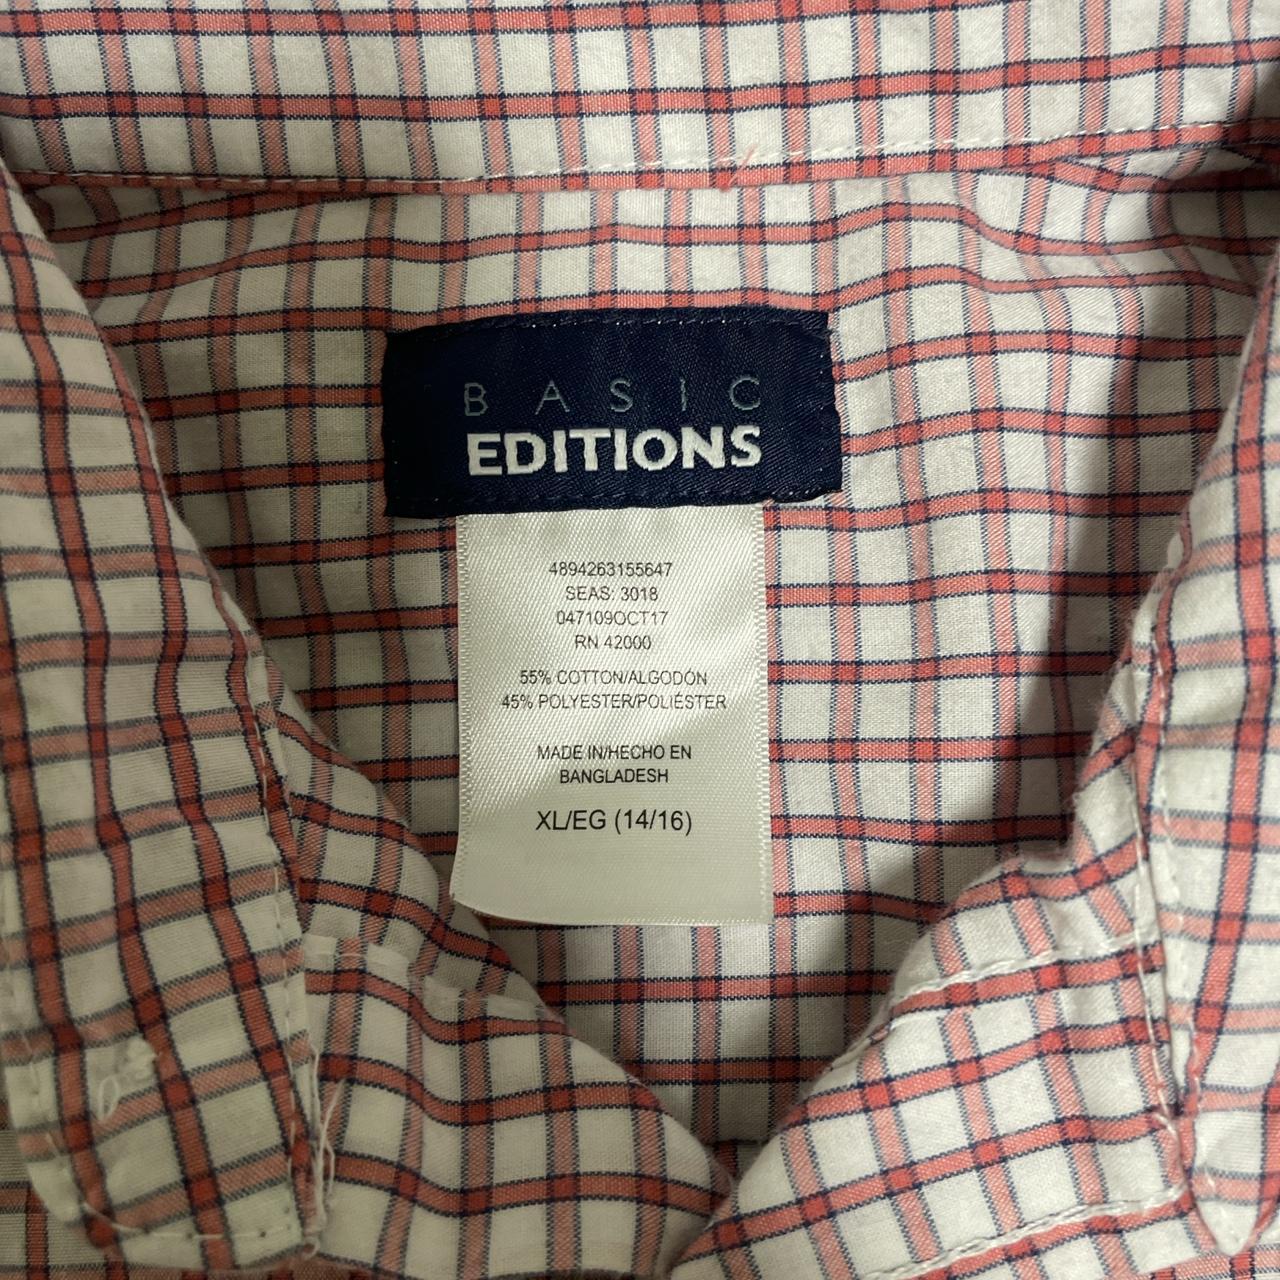 BASIC
EDITIONS
4894263155647
SEAS: 3018
047109OCT17
RN 42000
55% COTTON/ALGODÓN
45% POLYESTER/POLIÉSTER
MADE IN/HECHO EN
BANGLADESH
XL/EG (14/16)